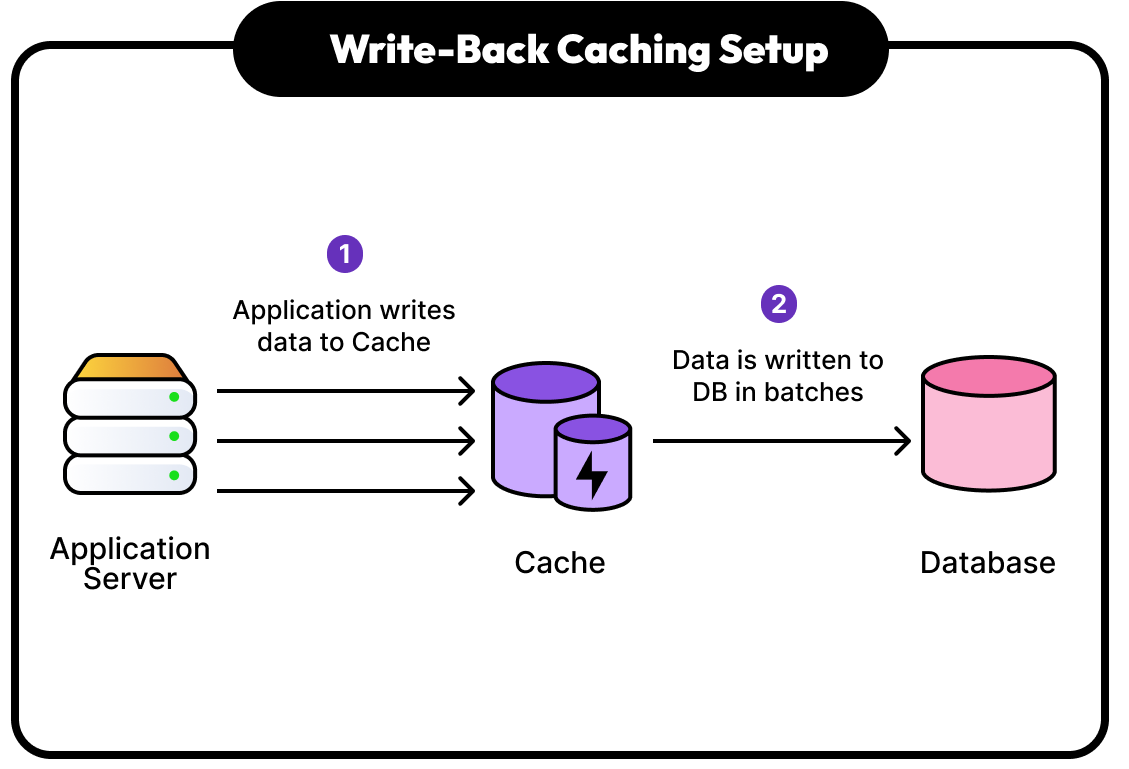 Write-Back Caching Setup
1
Application writes
data to Cache
2
Data is written to
DB in batches
Application
Server
Cache
Database